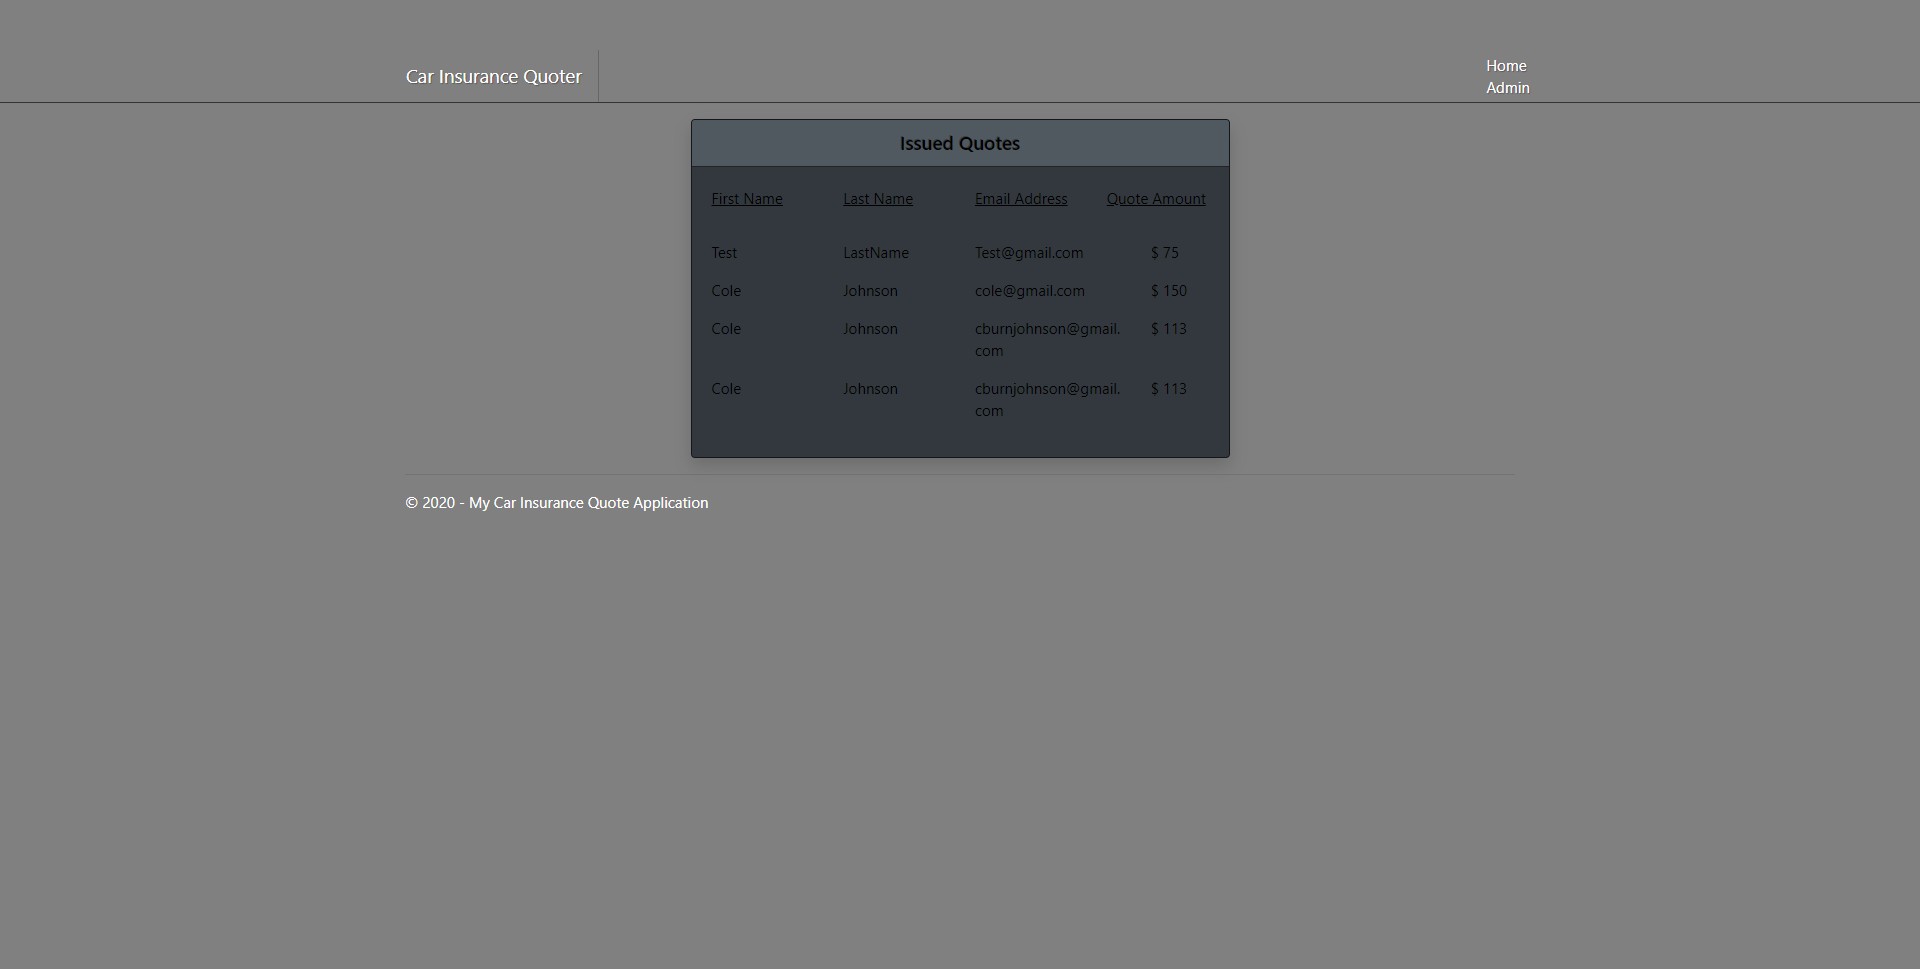 Car Insurance Quoter
Home
Admin
Issued Quotes
First Name Last Name Email Address Quote Amount
Test LastName Test@gmail.com $ 75
Cole Johnson cole@gmail.com $ 150
Cole Johnson cburnjohnson@gmail. $ 113
com
Cole Johnson cburnjohnson@gmail. $ 113
com
© 2020 - My Car Insurance Quote Application